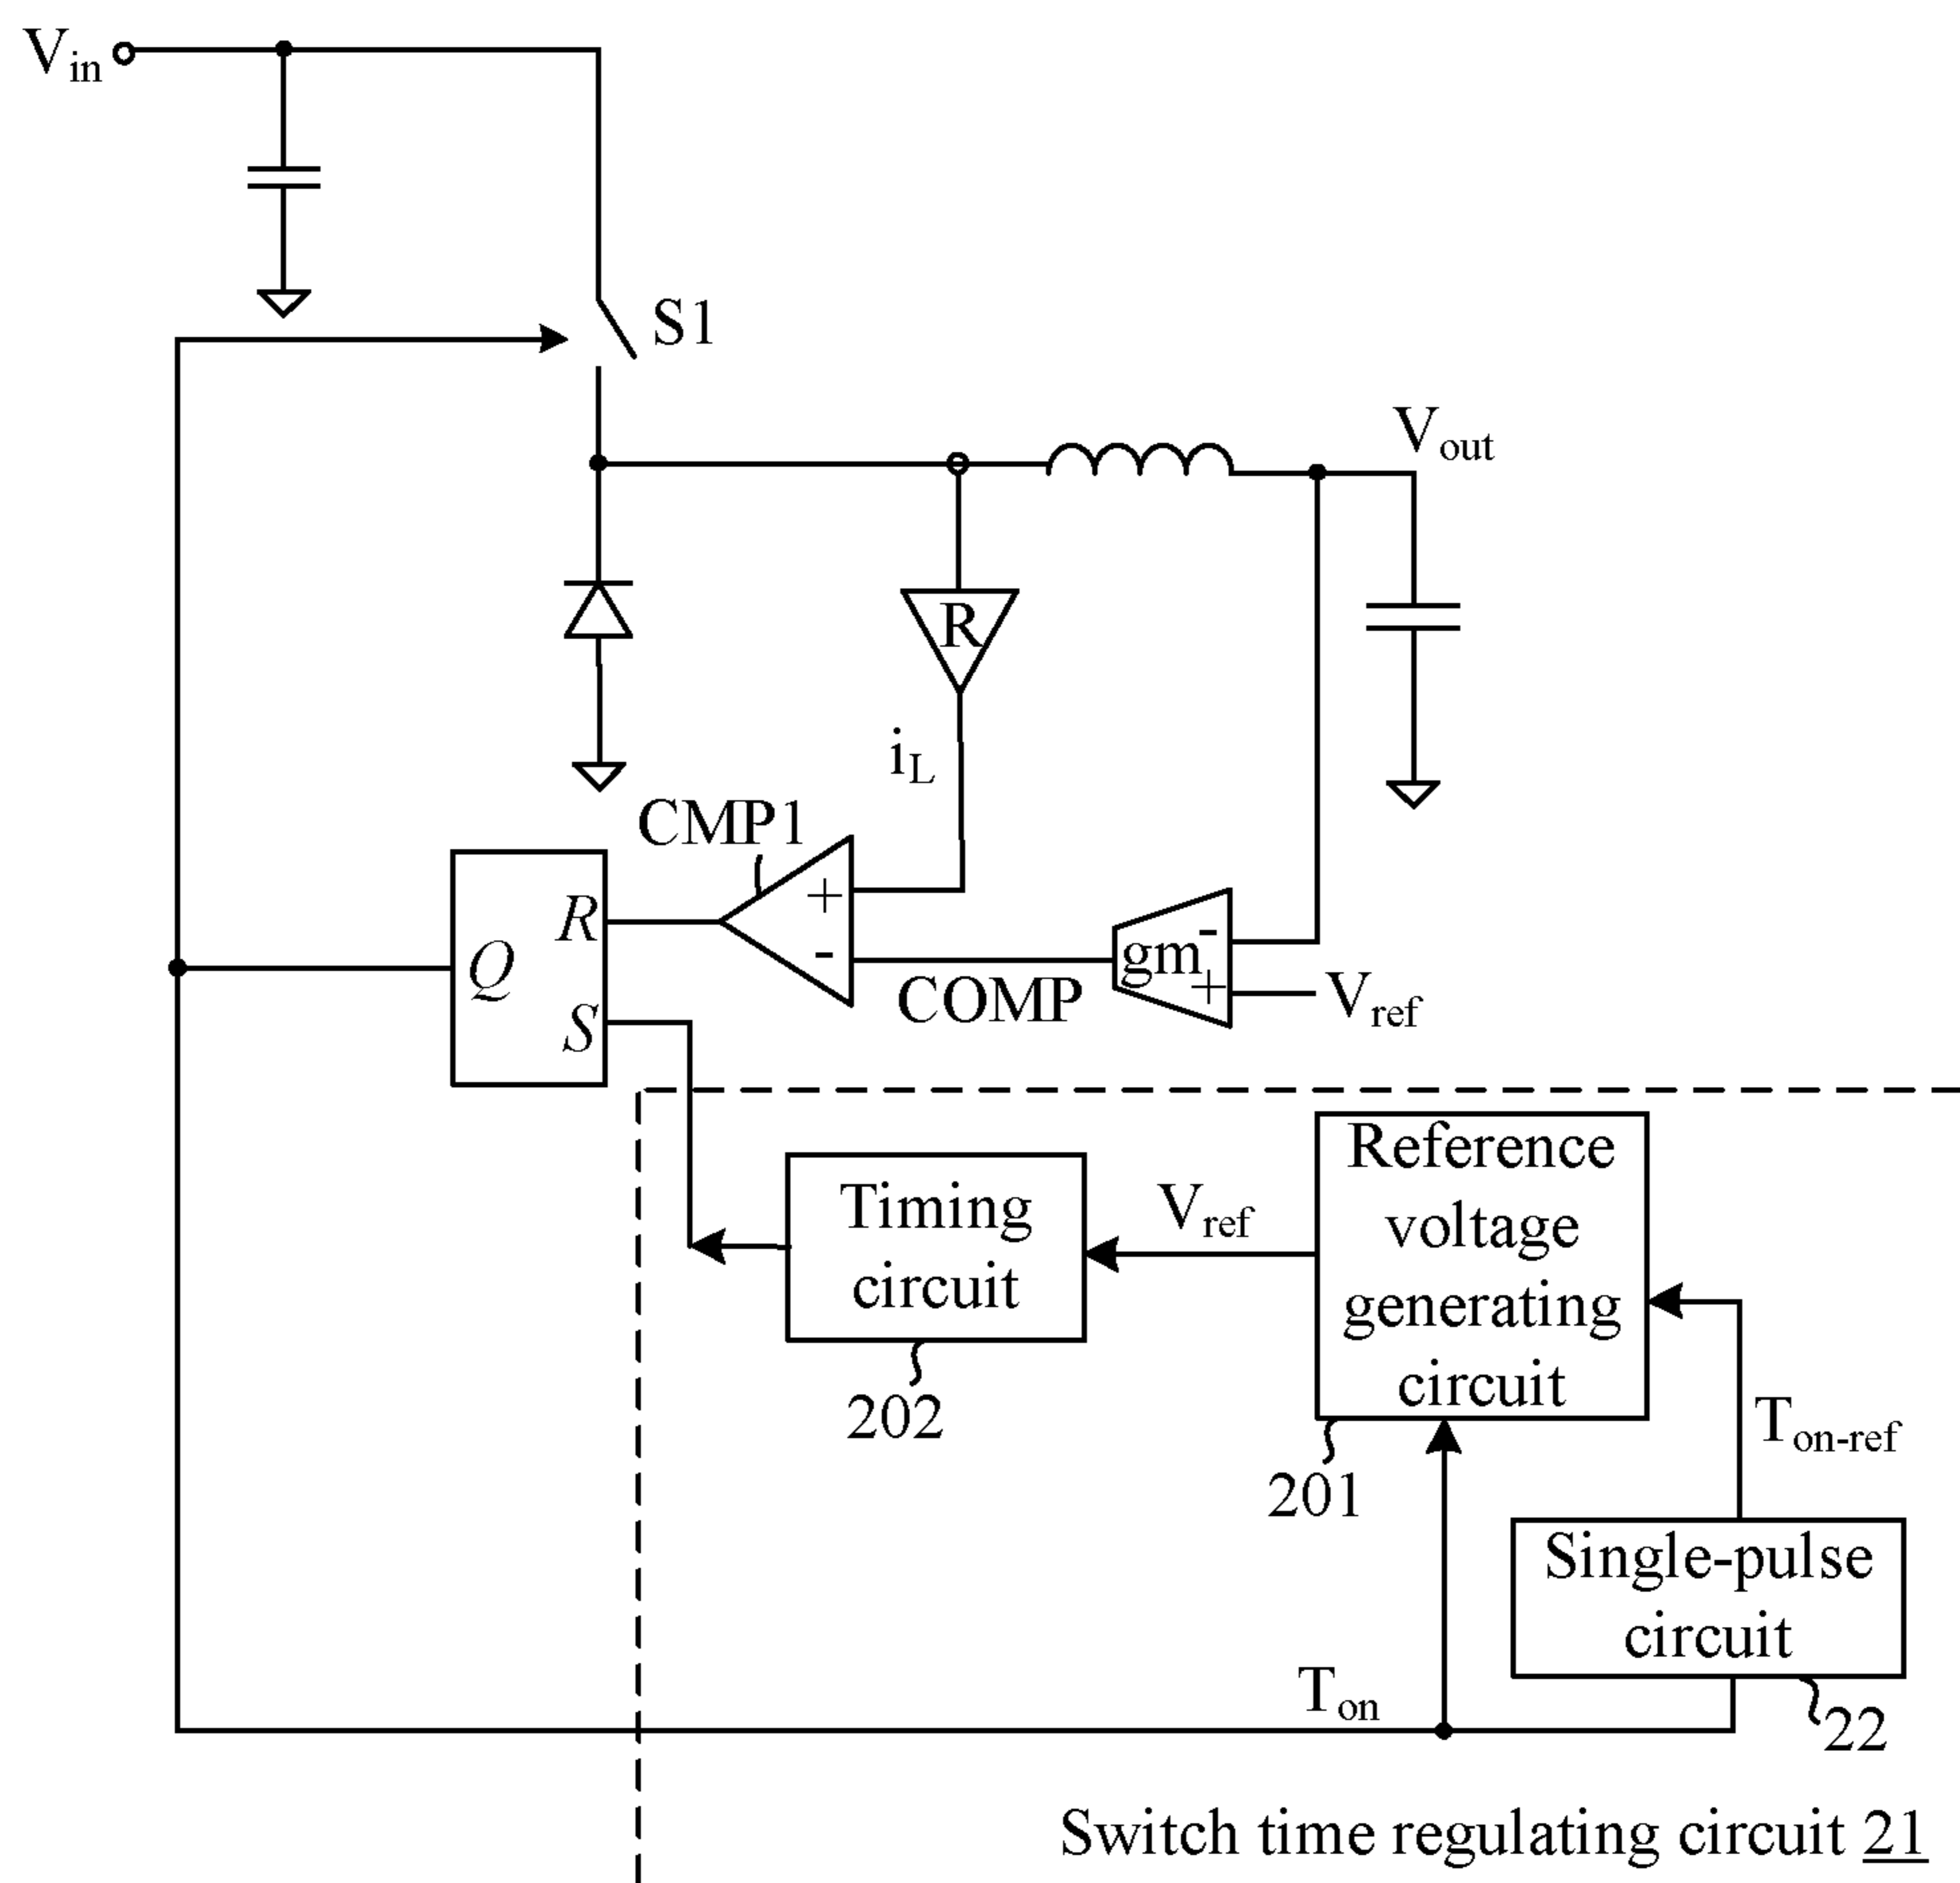 Vin
S1
Vout
R
iL
CMP1
+
-
R
Q
S
gm
-
+
COMP
Vref
Reference
voltage
generating
circuit
Timing
circuit
Vref
202
201
Ton-ref
Single-pulse
circuit
Ton
22
Switch time regulating circuit 21